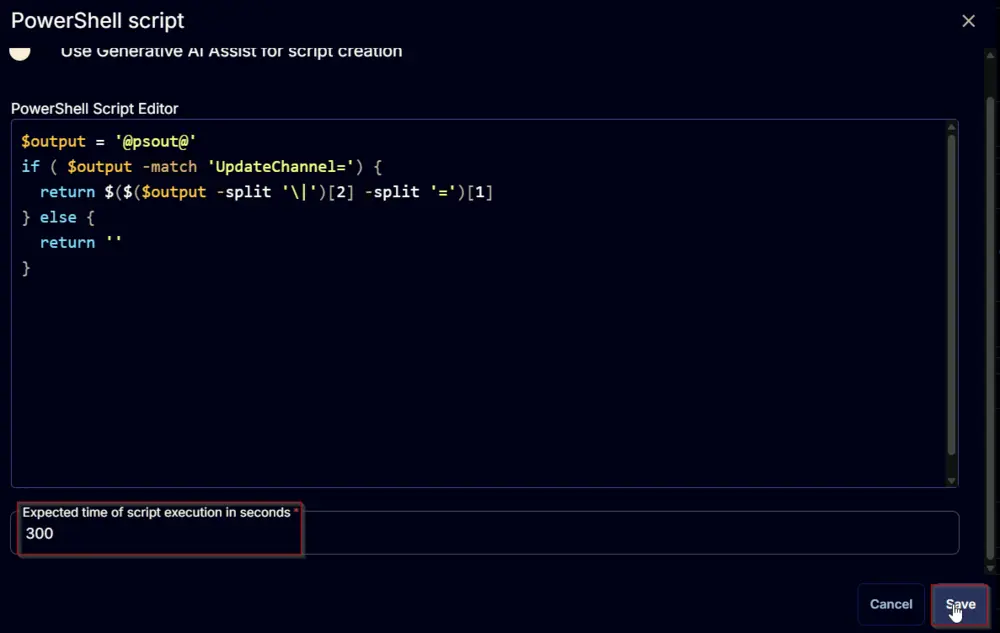 PowerShell script
Use Generative AI Assist for script creation
PowerShell Script Editor
$output = '@psout@'
if ( $output -match 'UpdateChannel=') {
  return $($($output -split '\|')[2] -split '=')[1]
} else {
  return ''
}
Expected time of script execution in seconds *
300
Cancel Save